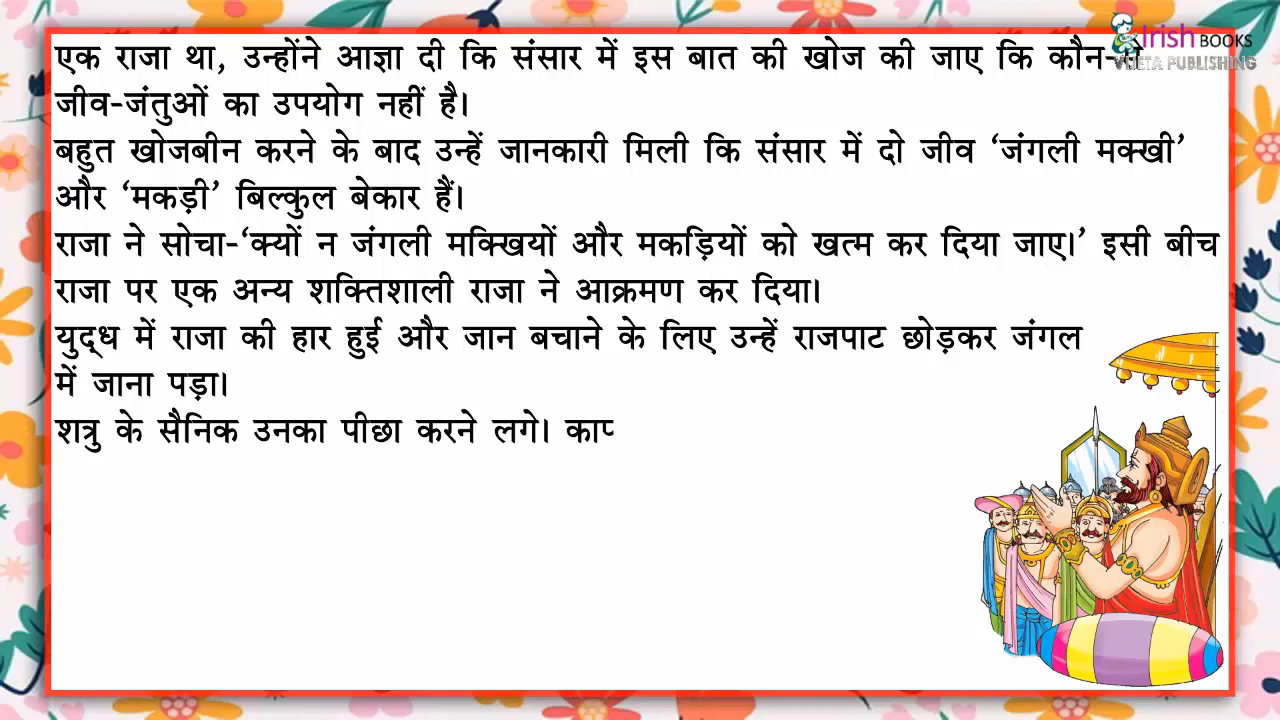 एक राजा था, उन्होंने आज्ञा दी कि संसार में इस बात की खोज की जाए कि
जीव-जंतुओं का उपयोग नहीं है।
बहुत खोजबीन करने के बाद उन्हें जानकारी मिली कि संसार में दो जीव ‘जंगली मक्खी’
और ‘मकड़ी’ बिल्कुल बेकार हैं।
राजा ने सोचा-‘क्यों न जंगली मक्खियों और मकड़ियों को खत्म कर दिया जाए।’ इसी बीच
राजा पर एक अन्य शक्तिशाली राजा ने आक्रमण कर दिया।
युद्ध में राजा की हार हुई और जान बचाने के लिए उन्हें राजपाट छोड़कर जंगल
में जाना पड़ा।
शत्रु के सैनिक उनका पीछा करने लगे।
Irish BOOKS
PUBLISHING